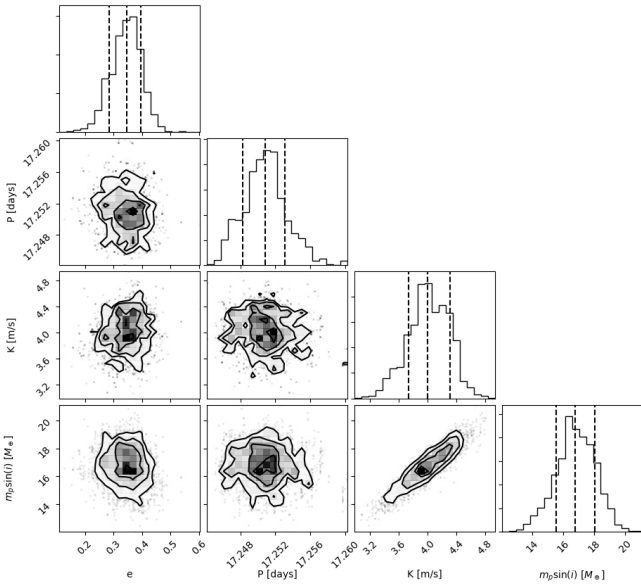 17.260
17.256
17.252
17.248
P [days]
4.8
4.0
3.6
3.2
K [m/s]
20
18
16
14
m_p sin(i) [M_⊕]
0.2 0.3 0.4 0.5 0.6
17.248 17.252 17.256 17.260
3.2 3.6 4.0 4.4 4.8
14 16 18 20
e
P [days]
K [m/s]
m_p sin(i) [M_⊕]